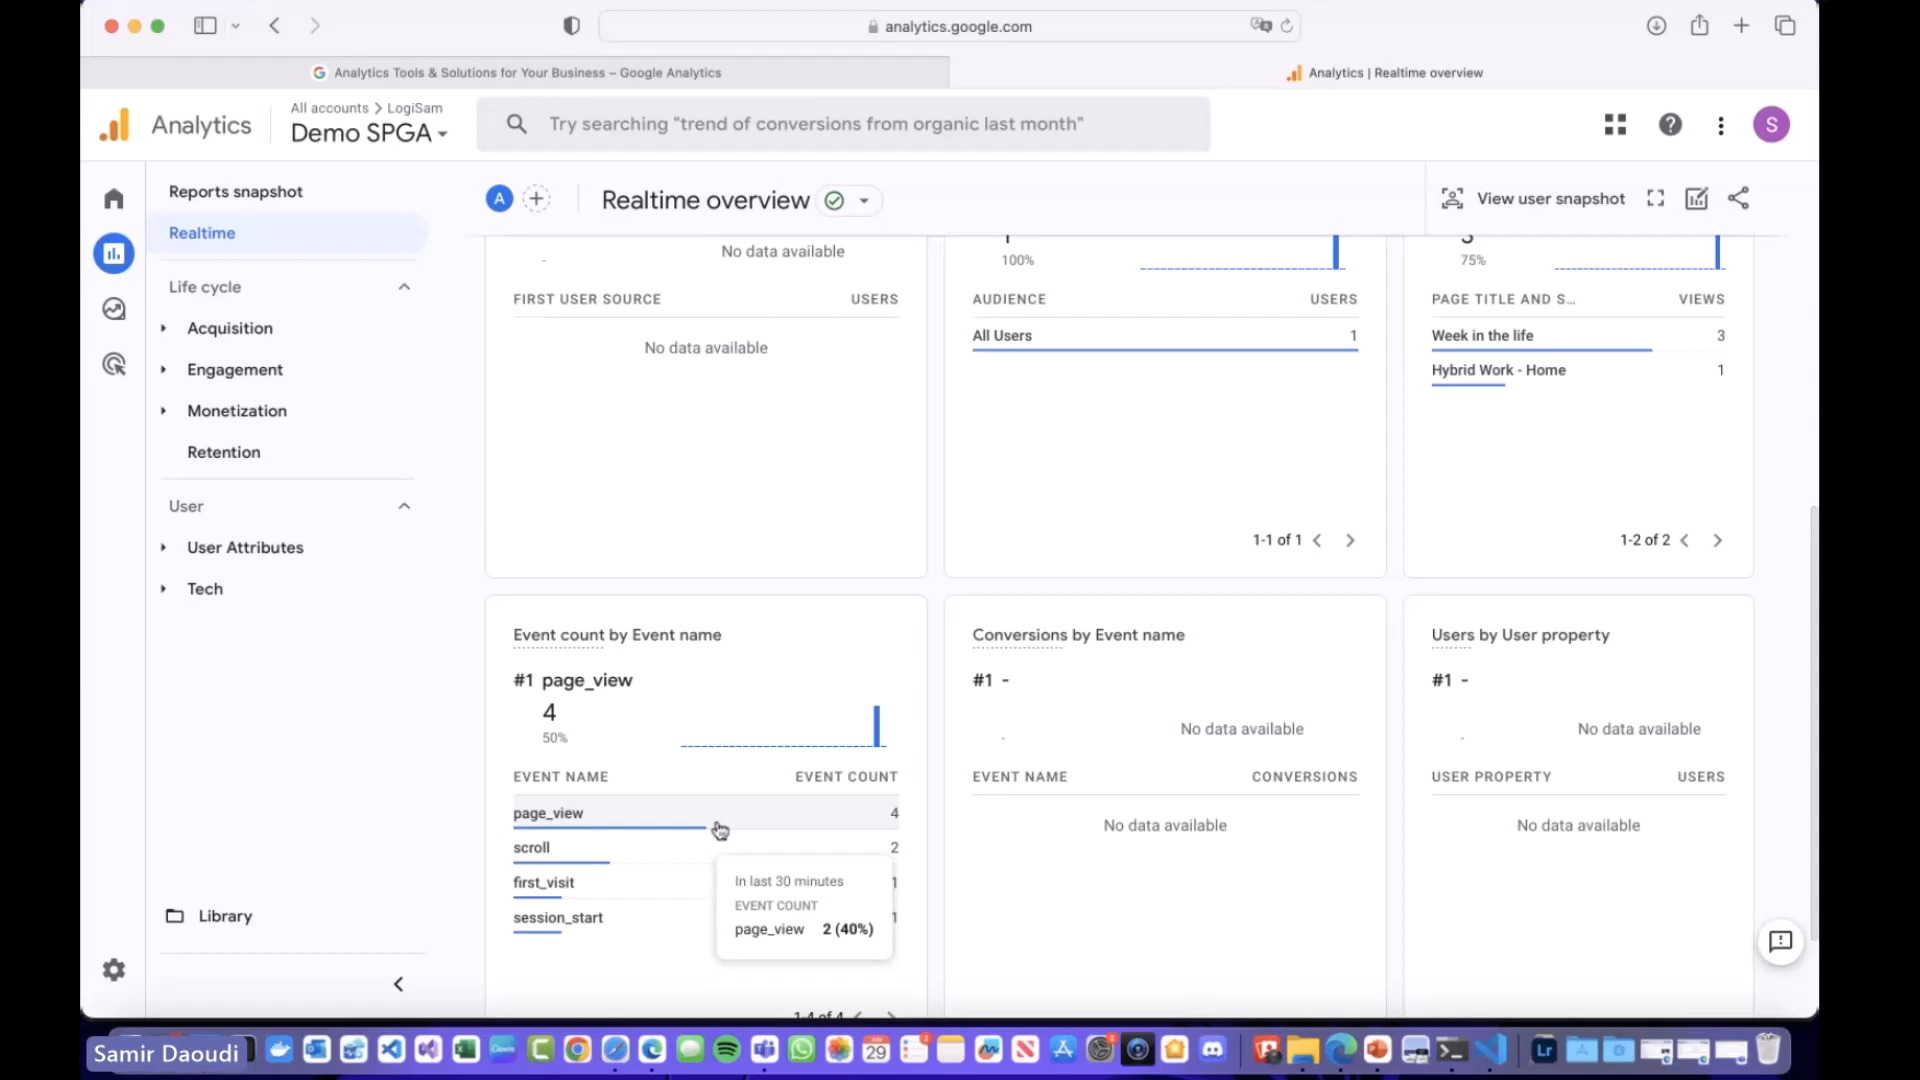 analytics.google.com
Analytics Tools & Solutions for Your Business – Google Analytics
Analytics | Realtime overview
Analytics
All accounts > LogiSam
Demo SPGA
Try searching "trend of conversions from organic last month"
S
Reports snapshot
Realtime
Life cycle
Acquisition
Engagement
Monetization
Retention
User
User Attributes
Tech
Library
A
Realtime overview
View user snapshot
-
No data available
FIRST USER SOURCE
USERS
No data available
100%
AUDIENCE
USERS
All Users
1
1-1 of 1
75%
PAGE TITLE AND S…
VIEWS
Week in the life
3
Hybrid Work - Home
1
1-2 of 2
Event count by Event name
#1 page_view
4
50%
EVENT NAME
EVENT COUNT
page_view
4
scroll
2
first_visit
1
session_start
1
In last 30 minutes
EVENT COUNT
page_view 2 (40%)
1-4 of 4
Conversions by Event name
#1 -
-
No data available
EVENT NAME
CONVERSIONS
No data available
Users by User property
#1 -
-
No data available
USER PROPERTY
USERS
No data available
Samir Daoudi
29
Lr